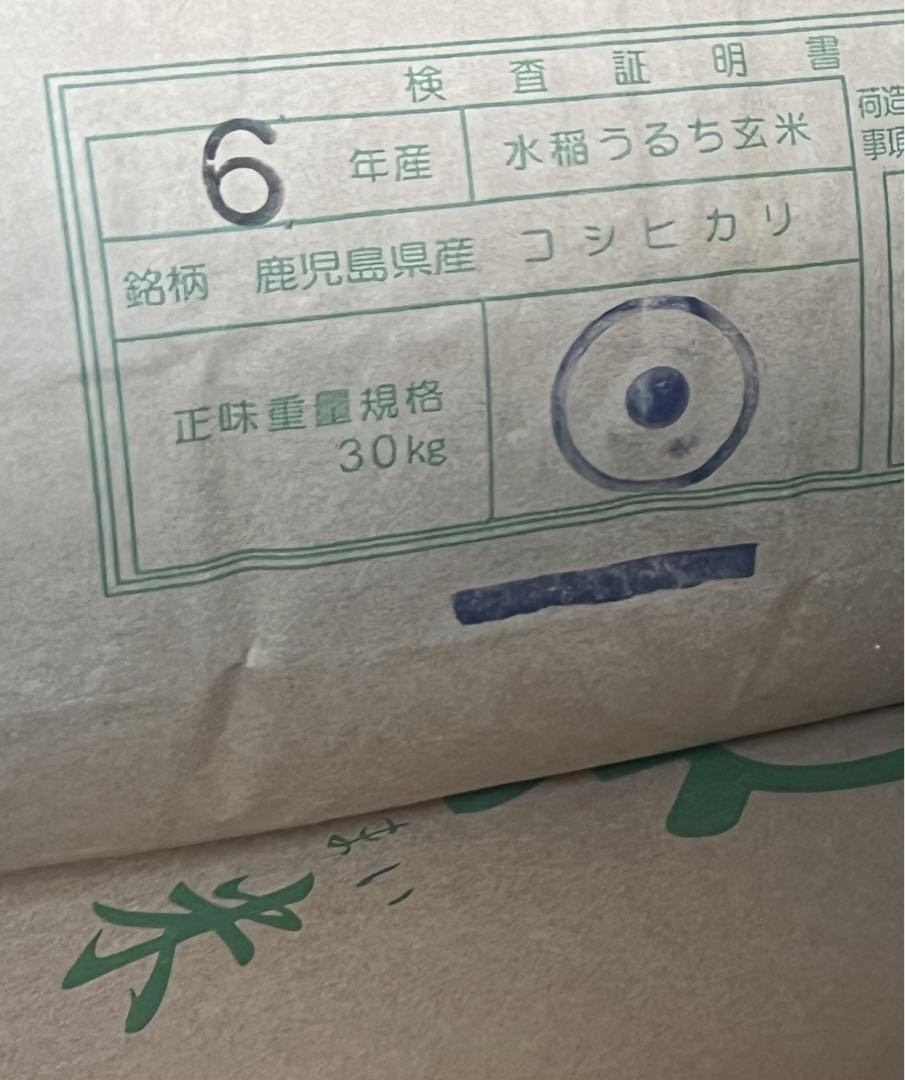 検査証明書
荷造
事項
6年産 水稲うるち玄米
銘柄 鹿児島県産 コシヒカリ
正味重量規格
30kg
米